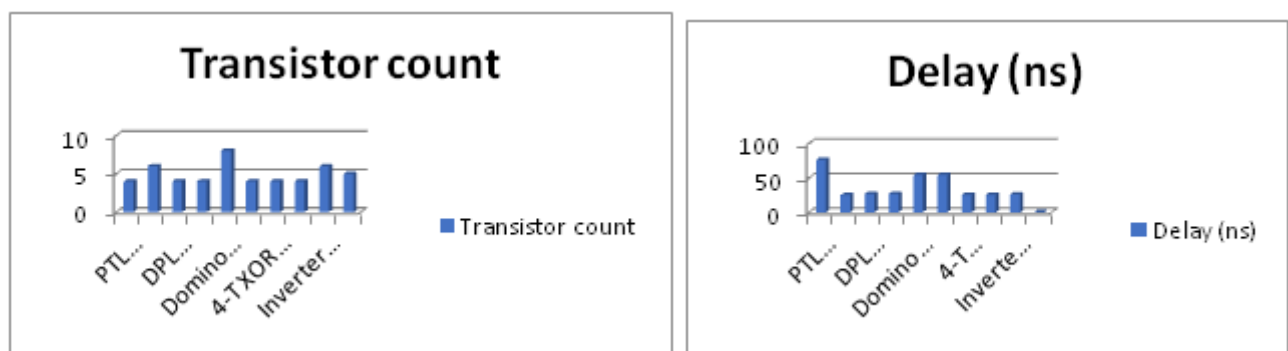 Transistor count
10
5
0
PTL...
DPL...
Domino...
4-TXOR...
Inverter...
Transistor count
Delay (ns)
100
50
0
PTL...
DPL...
Domino...
4-T...
Inverte...
Delay (ns)